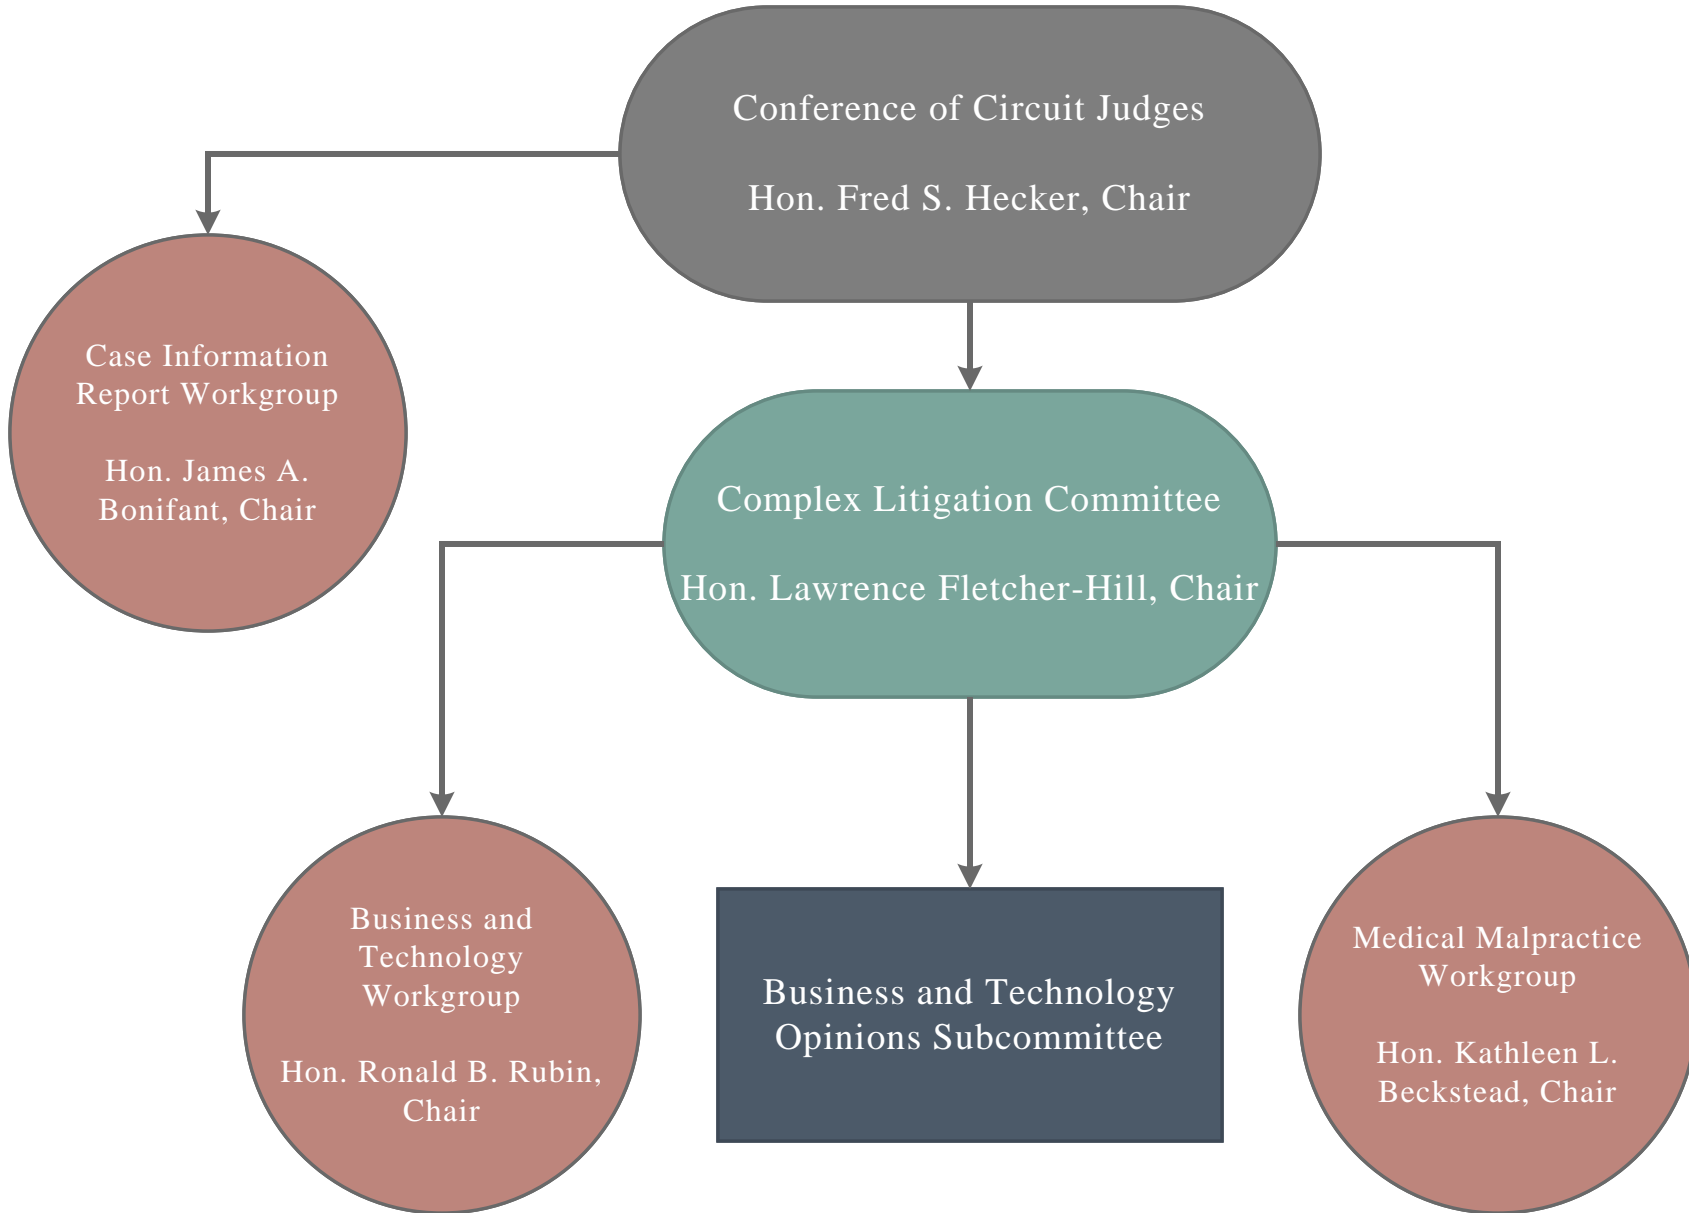 Conference of Circuit Judges
Hon. Fred S. Hecker, Chair
Case Information
Report Workgroup
Hon. James A.
Bonifant, Chair
Complex Litigation Committee
Hon. Lawrence Fletcher-Hill, Chair
Business and
Technology
Workgroup
Hon. Ronald B. Rubin,
Chair
Business and Technology
Opinions Subcommittee
Medical Malpractice
Workgroup
Hon. Kathleen L.
Beckstead, Chair